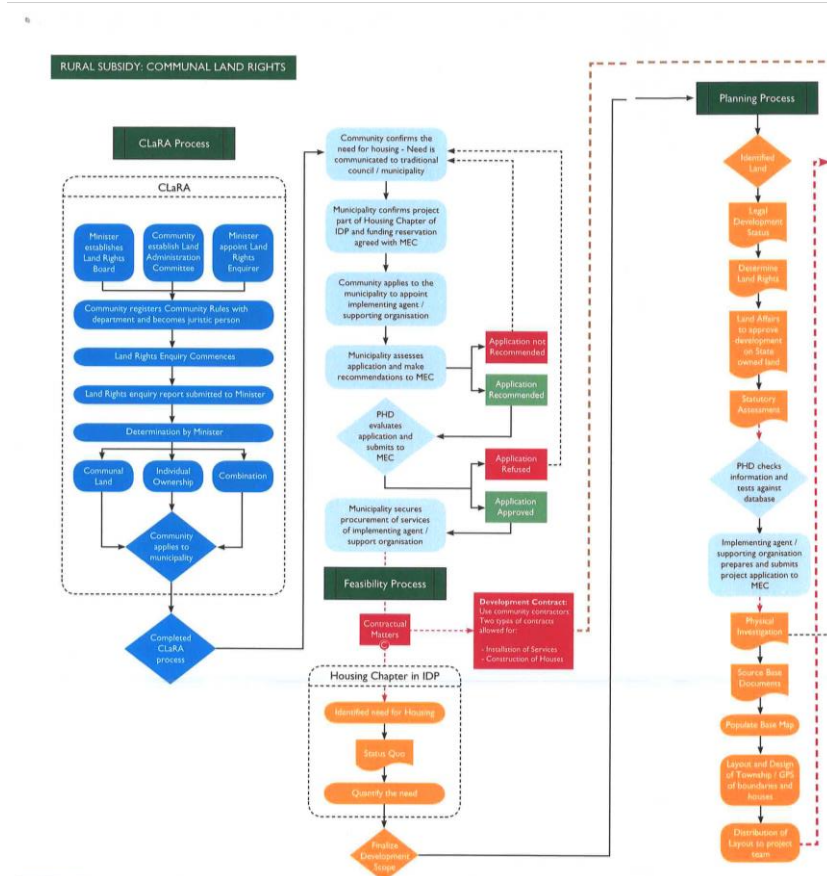 RURAL SUBSIDY: COMMUNAL LAND RIGHTS
CLaRA Process
CLaRA
Minister
establishes
Land Rights
Board
Community
establish Land
Administration
Committee
Minister
appoint Land
Rights
Enquirer
Community registers Community Rules with
department and becomes juristic person
Land Rights Enquiry Commences
Land Rights enquiry report submitted to Minister
Determination by Minister
Communal
Land
Individual
Ownership
Combination
Community
applies to
municipality
Completed
CLaRA
process
Community confirms the
need for housing - Need is
communicated to traditional
council / municipality
Municipality confirms project
part of Housing Chapter of
IDP and funding reservation
agreed with MEC
Community applies to the
municipality to appoint
implementing agent /
supporting organisation
Municipality assesses
application and make
recommendations to MEC
Application not
Recommended
Application
Recommended
PHD
evaluates
application and
submits to
MEC
Application
Refused
Application
Approved
Municipality secures
procurement of services
of implementing agent /
support organisation
Feasibility Process
Contractual
Matters
C
Development Contract:
Use community contractors
Two types of contracts
allowed for:
- Installation of Services
- Construction of Houses
Housing Chapter in IDP
Identified need for Housing
Status Quo
Quantify the need
Finalize
Development
Scope
Planning Process
Identified
Land
Legal
Development
Status
Determine
Land Rights
Land Affairs
to approve
development
on State
owned land
Statutory
Assessment
PHD checks
information and
tests against
database
Implementing agent /
supporting organisation
prepares and submits
project application to
MEC
Physical
Investigation
Source Base
Documents
Populate Base Map
Layout and Design
of Township / GPS
of boundaries and
houses
Distribution of
Layout to project
team